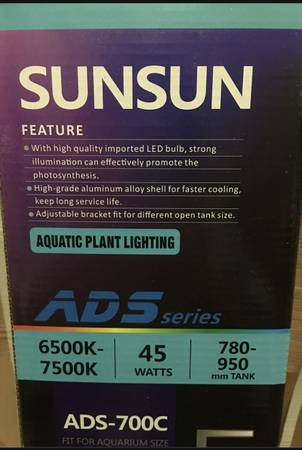 SUNSUN
FEATURE
With high quality imported LED bulb, strong
illumination can effectively promote the
photosynthesis.
High-grade aluminum alloy shell for faster cooling,
keep long service life.
Adjustable bracket fit for different open tank size.
AQUATIC PLANT LIGHTING
ADS series
6500K-
7500K
45
WATTS
780-
950
mm TANK
ADS-700C
FIT FOR AQUARIUM SIZE